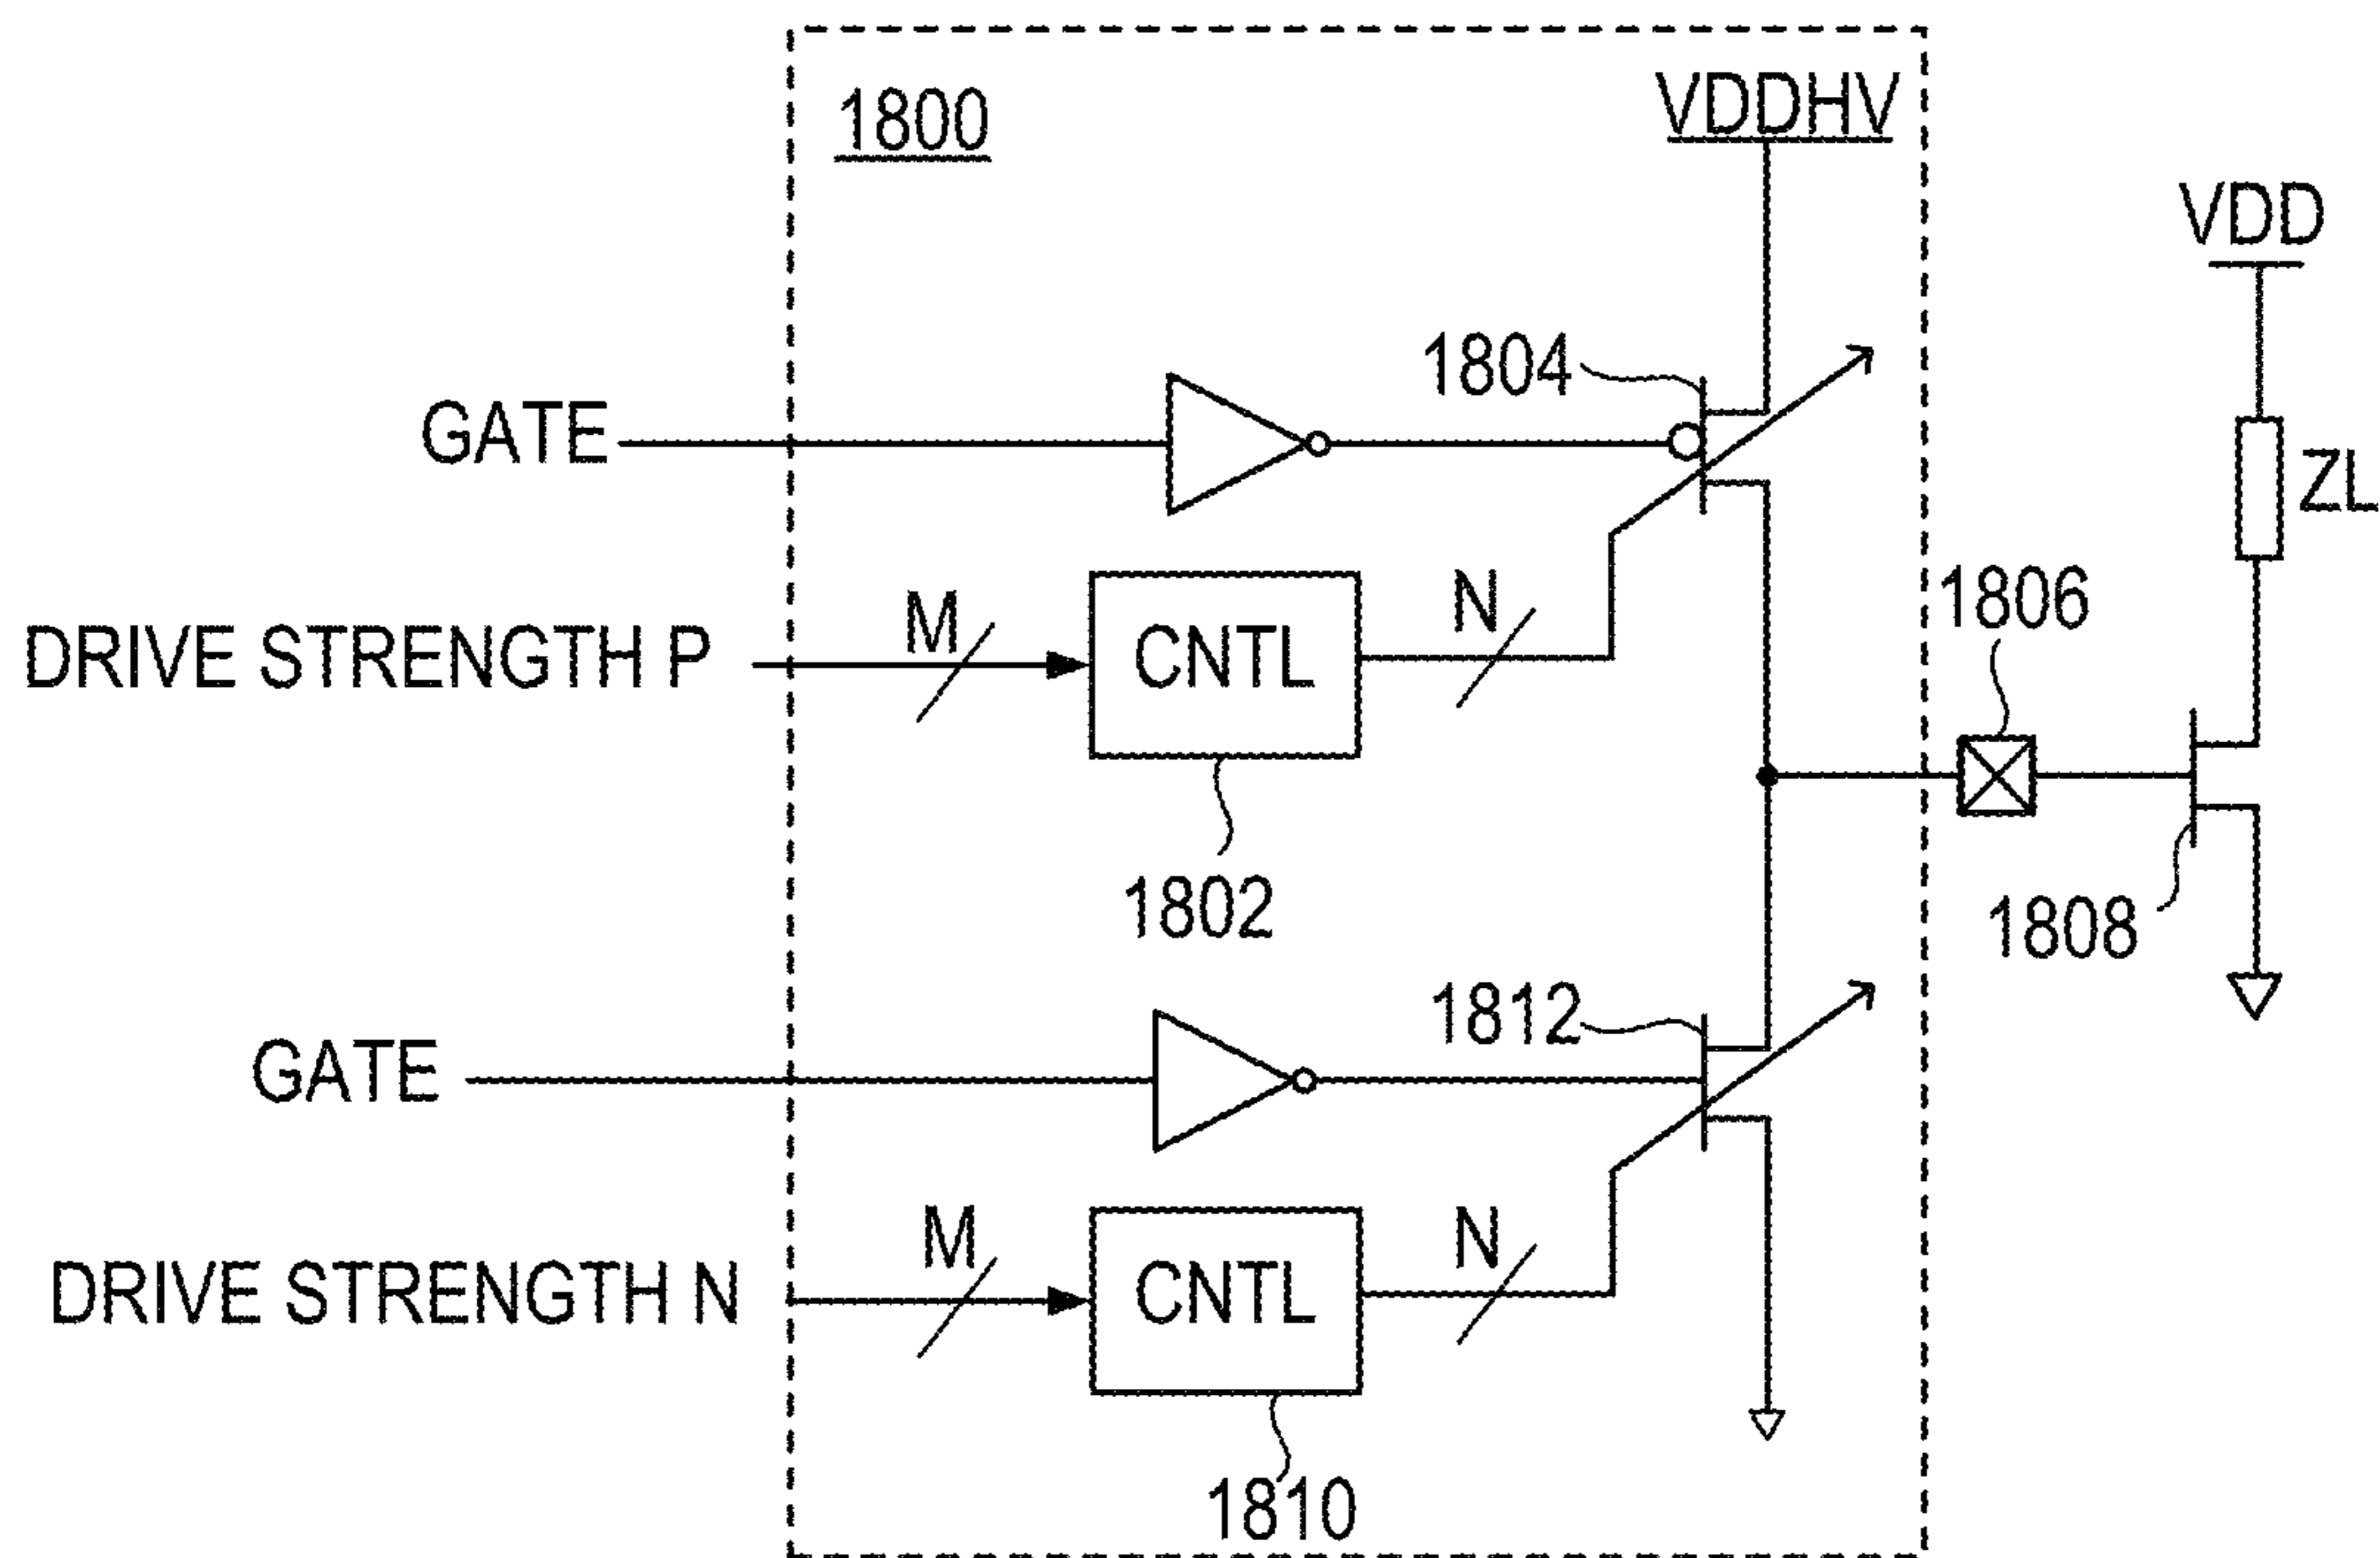 1800
VDDHV
VDD
1804
GATE
ZL
M
N
1806
DRIVE STRENGTH P
CNTL
1802
1808
1812
GATE
M
N
DRIVE STRENGTH N
CNTL
1810